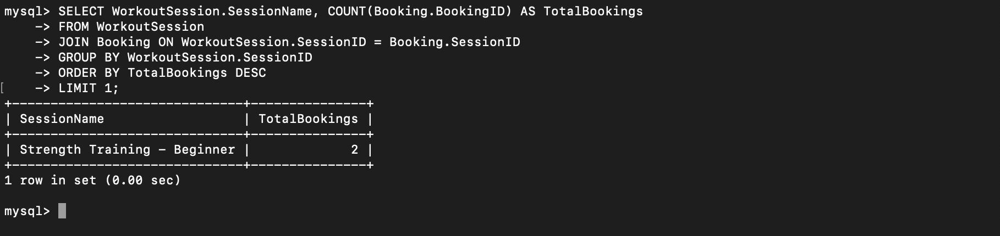 mysql> SELECT WorkoutSession.SessionName, COUNT(Booking.BookingID) AS TotalBookings
    -> FROM WorkoutSession
    -> JOIN Booking ON WorkoutSession.SessionID = Booking.SessionID
    -> GROUP BY WorkoutSession.SessionID
    -> ORDER BY TotalBookings DESC
[    -> LIMIT 1;
+------------------------------+---------------+
| SessionName                  | TotalBookings |
+------------------------------+---------------+
| Strength Training - Beginner |             2 |
+------------------------------+---------------+
1 row in set (0.00 sec)

mysql>